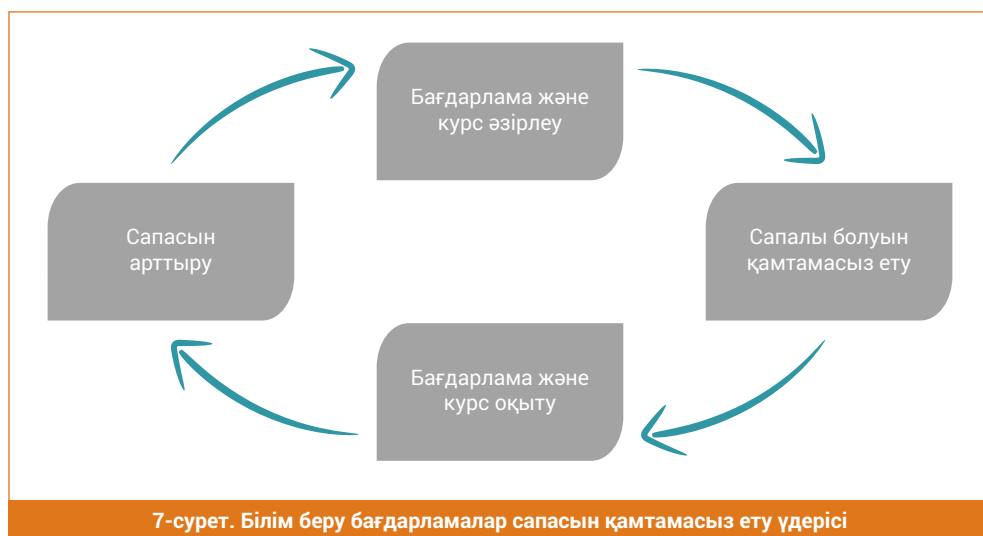 Бағдарлама және
курс әзірлеу
Сапасын
арттыру
Сапалы болуын
қамтамасыз ету
Бағдарлама және
курс оқыту
7-сурет. Білім беру бағдарламалар сапасын қамтамасыз ету үдерісі